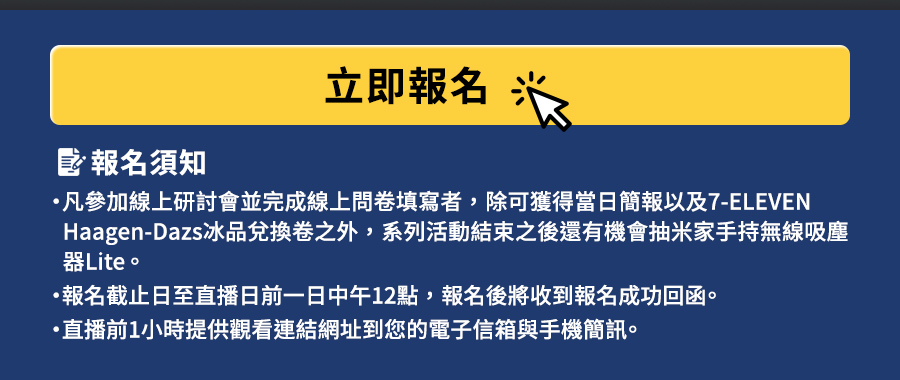 立即報名
報名須知
•凡參加線上研討會並完成線上問卷填寫者，除可獲得當日簡報以及7-ELEVEN
Haagen-Dazs冰品兌換卷之外，系列活動結束之後還有機會抽米家手持無線吸塵
器Lite。
•報名截止日至直播日前一日中午12點，報名後將收到報名成功回函。
•直播前1小時提供觀看連結網址到您的電子信箱與手機簡訊。